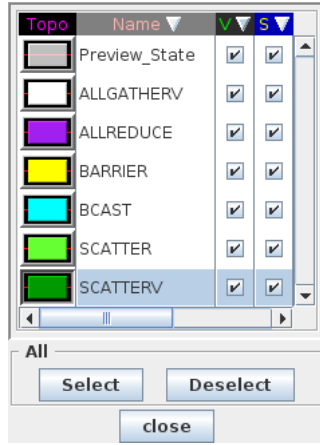 Topo Name V S
Preview_State
ALLGATHERV
ALLREDUCE
BARRIER
BCAST
SCATTER
SCATTERV
All
Select Deselect
close